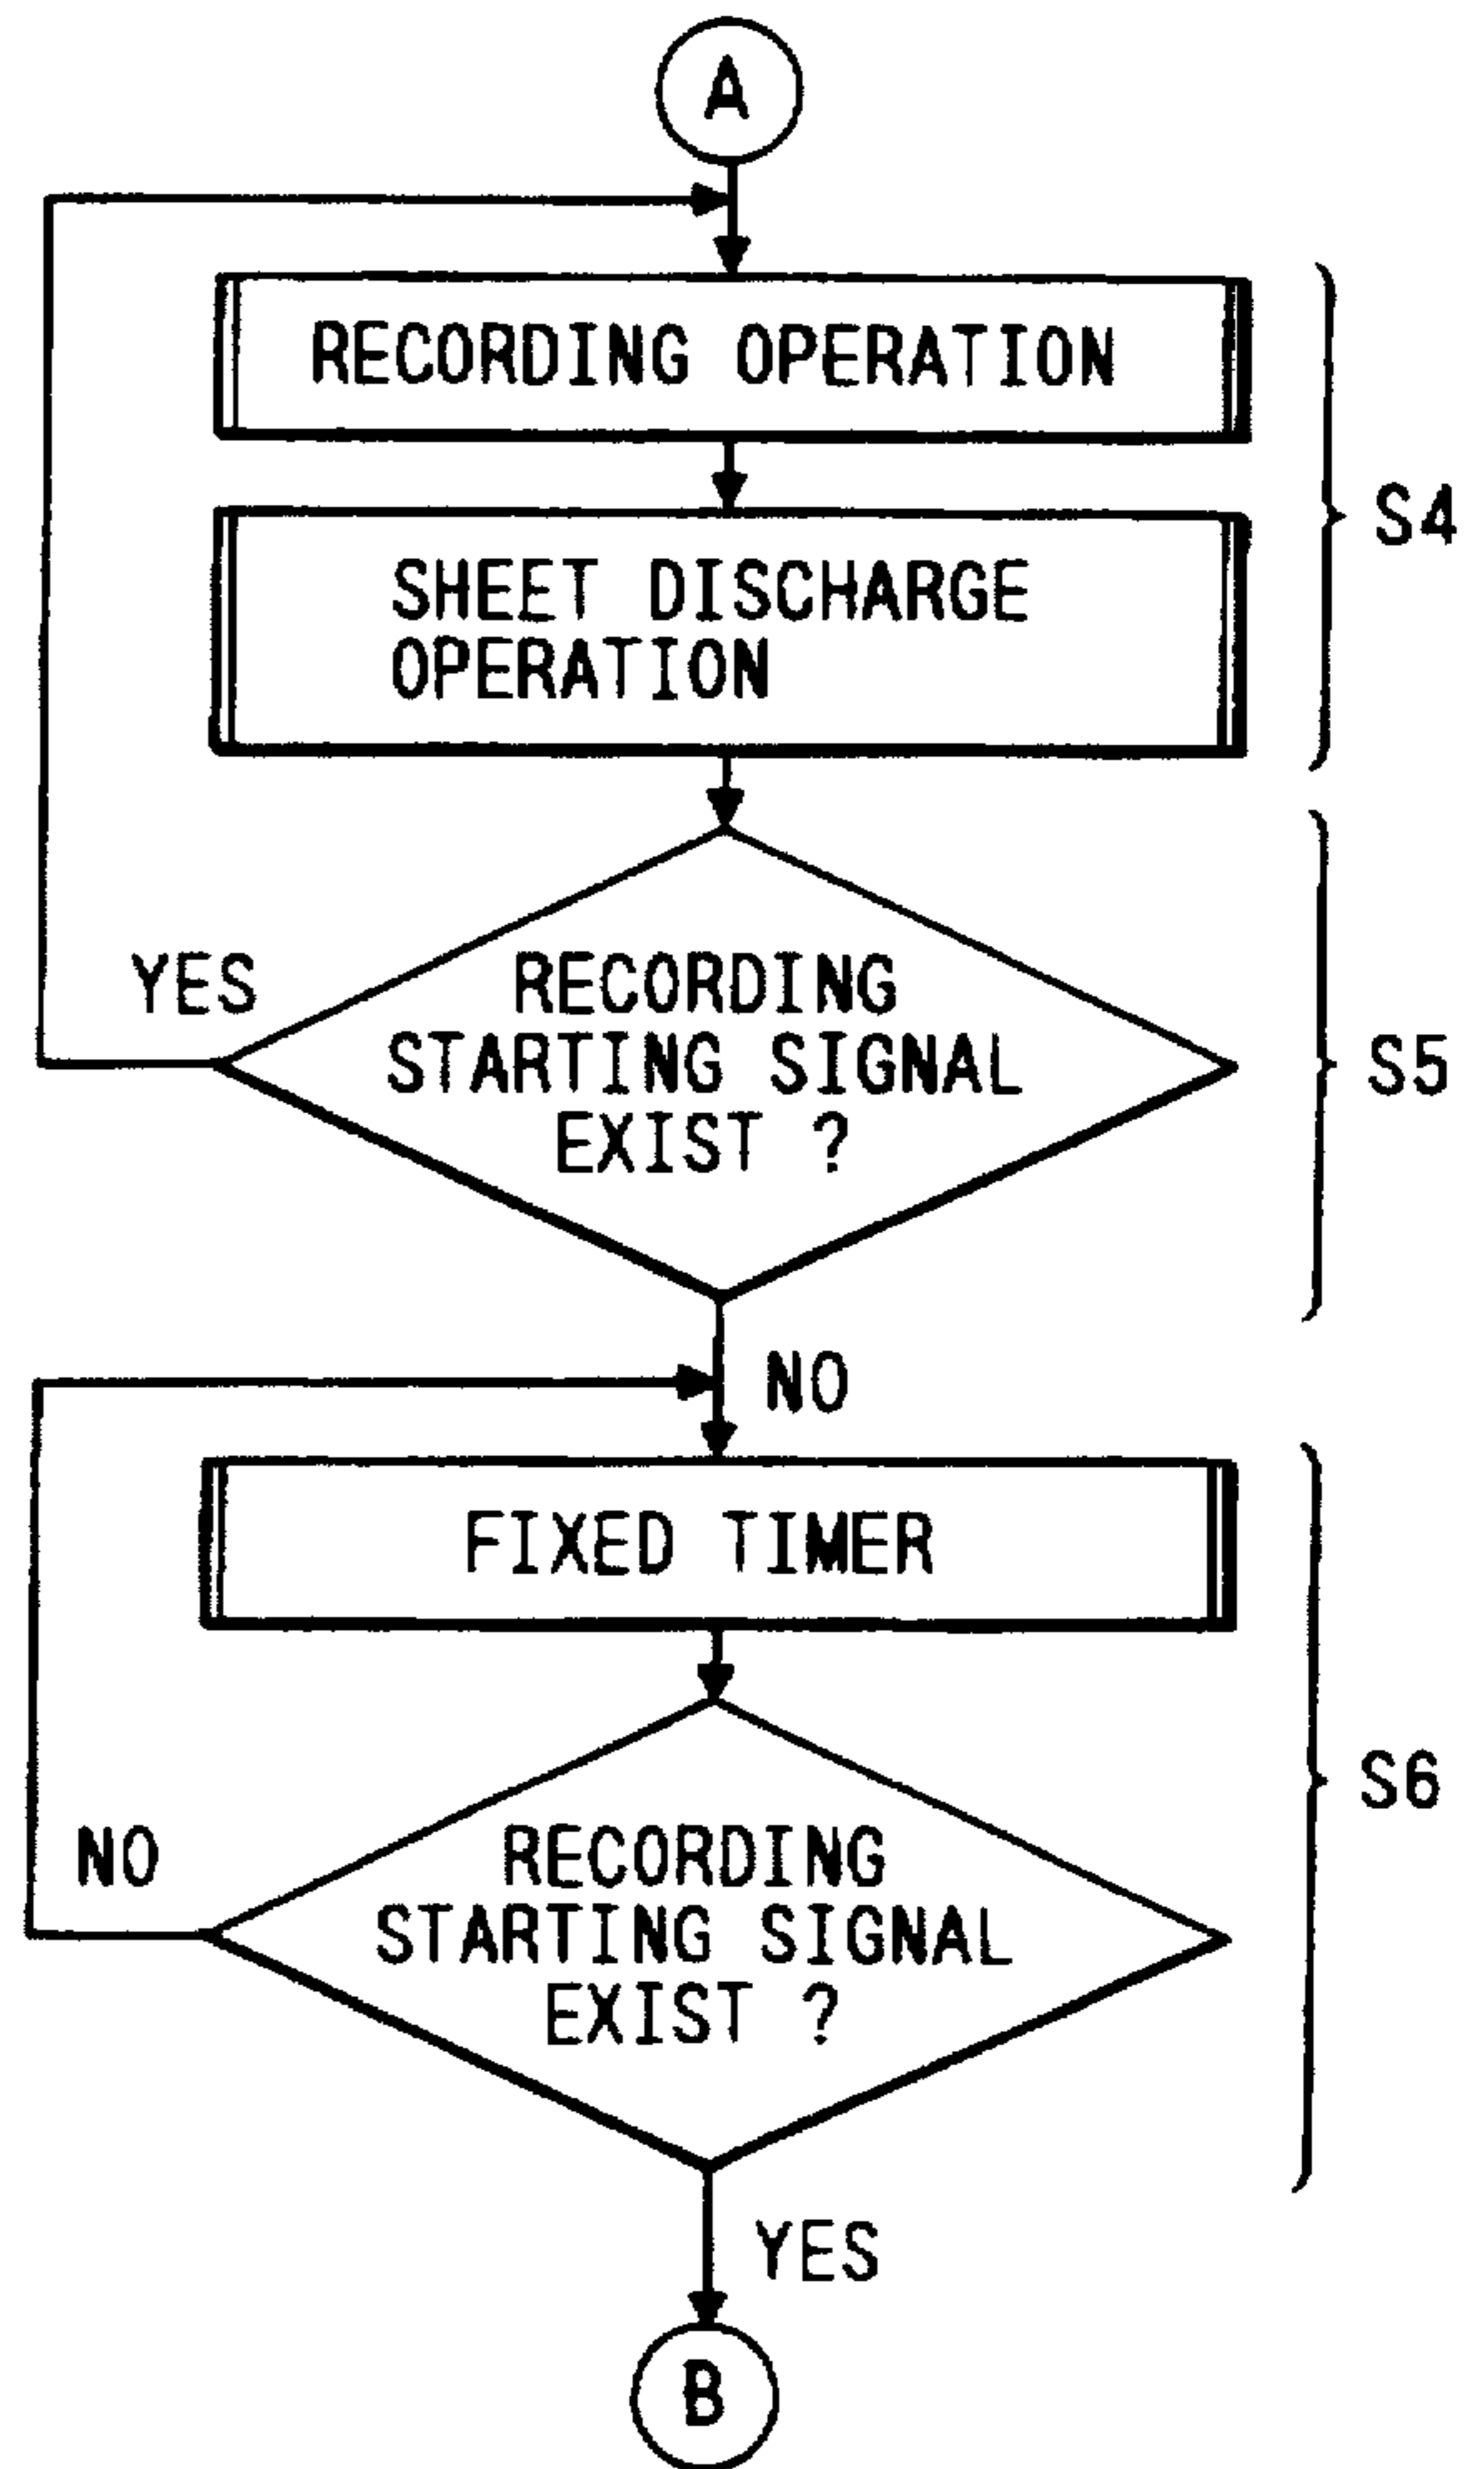 A
RECORDING OPERATION
SHEET DISCHARGE
OPERATION
S4
YES
RECORDING
STARTING SIGNAL
EXIST ?
S5
NO
FIXED TIMER
NO
RECORDING
STARTING SIGNAL
EXIST ?
S6
YES
B